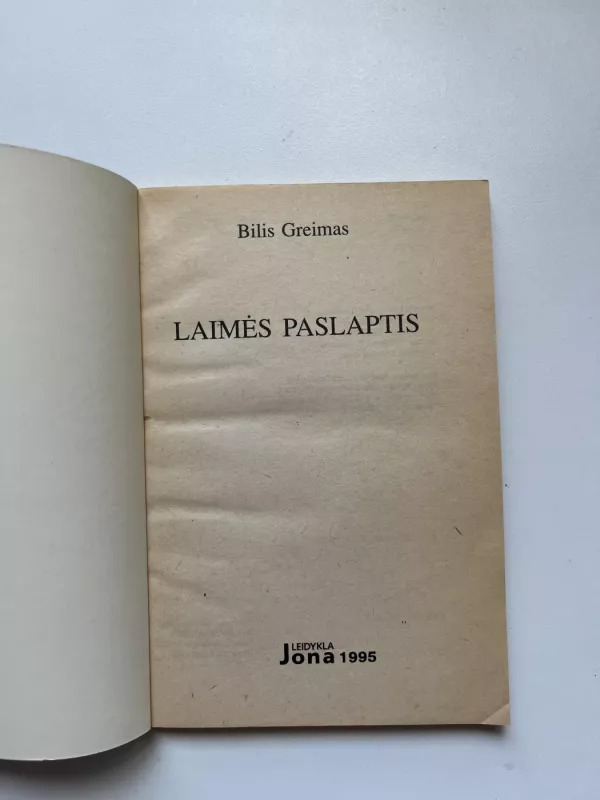 Bilis Greimas
LAIMĖS PASLAPTIS
LEIDYKLA
Jona 1995